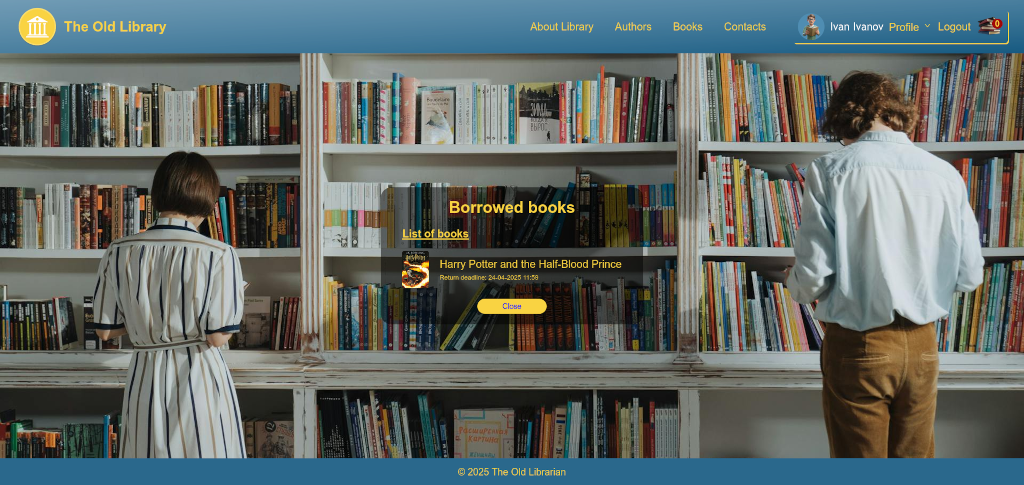 The Old Library
About Library
Authors
Books
Contacts
Ivan Ivanov
Profile
Logout
0
Borrowed books
List of books
Harry Potter and the Half-Blood Prince
Return deadline: 24-04-2025 11:59
Close
© 2025 The Old Librarian